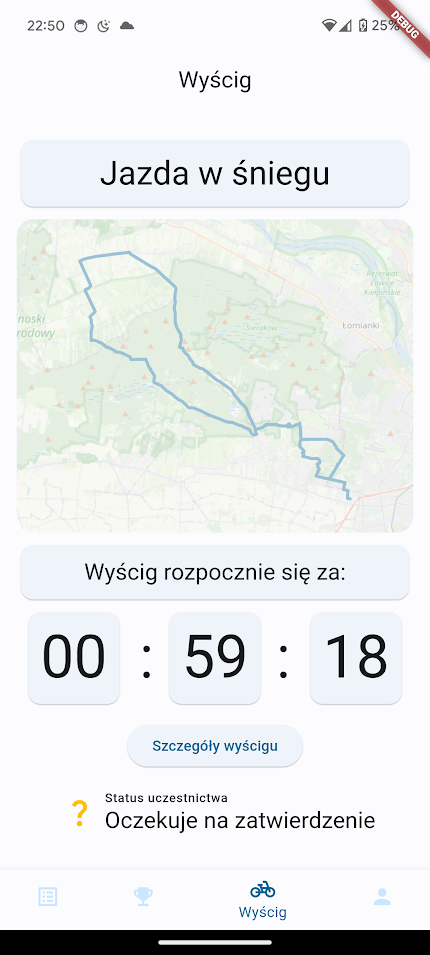 22:50
25%
DEBUG
Wyścig
Jazda w śniegu
Rezerwat
Ławice
Kiełpińskie
noski
rodowy
Sieraków
Łomianki
Wyścig rozpocznie się za:
00 : 59 : 18
Szczegóły wyścigu
Status uczestnictwa
? Oczekuje na zatwierdzenie
Wyścig